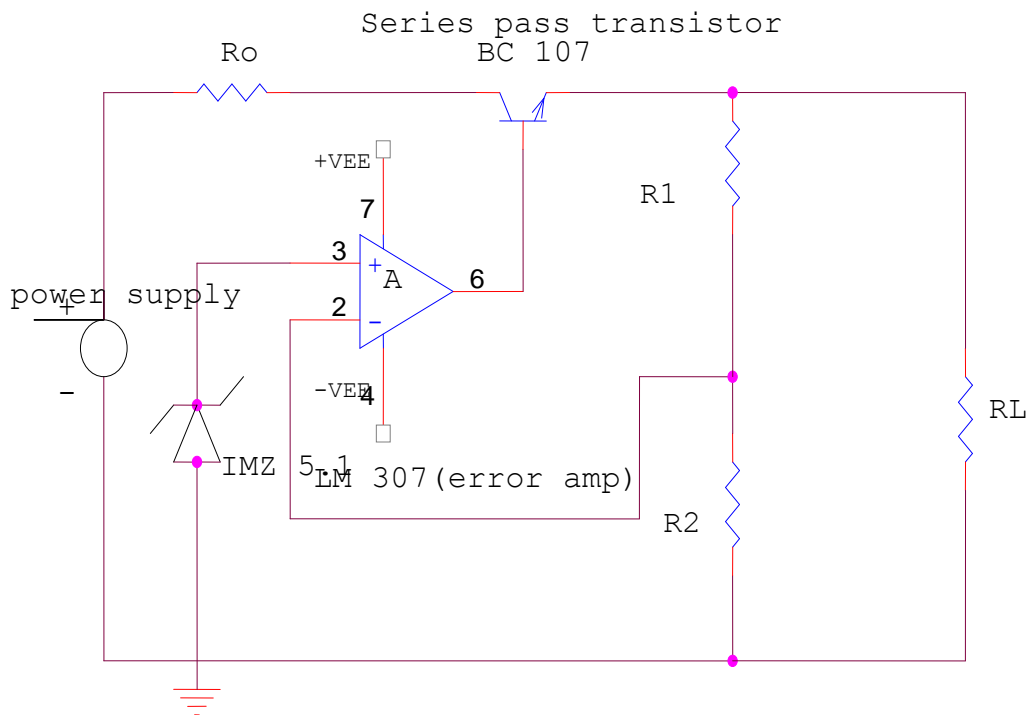 Series pass transistor
Ro
BC 107
+VEE
R1
7
3
+
A
6
power supply
+
2
-
-VEE
4
-
RL
IMZ 5.1
LM 307(error amp)
R2